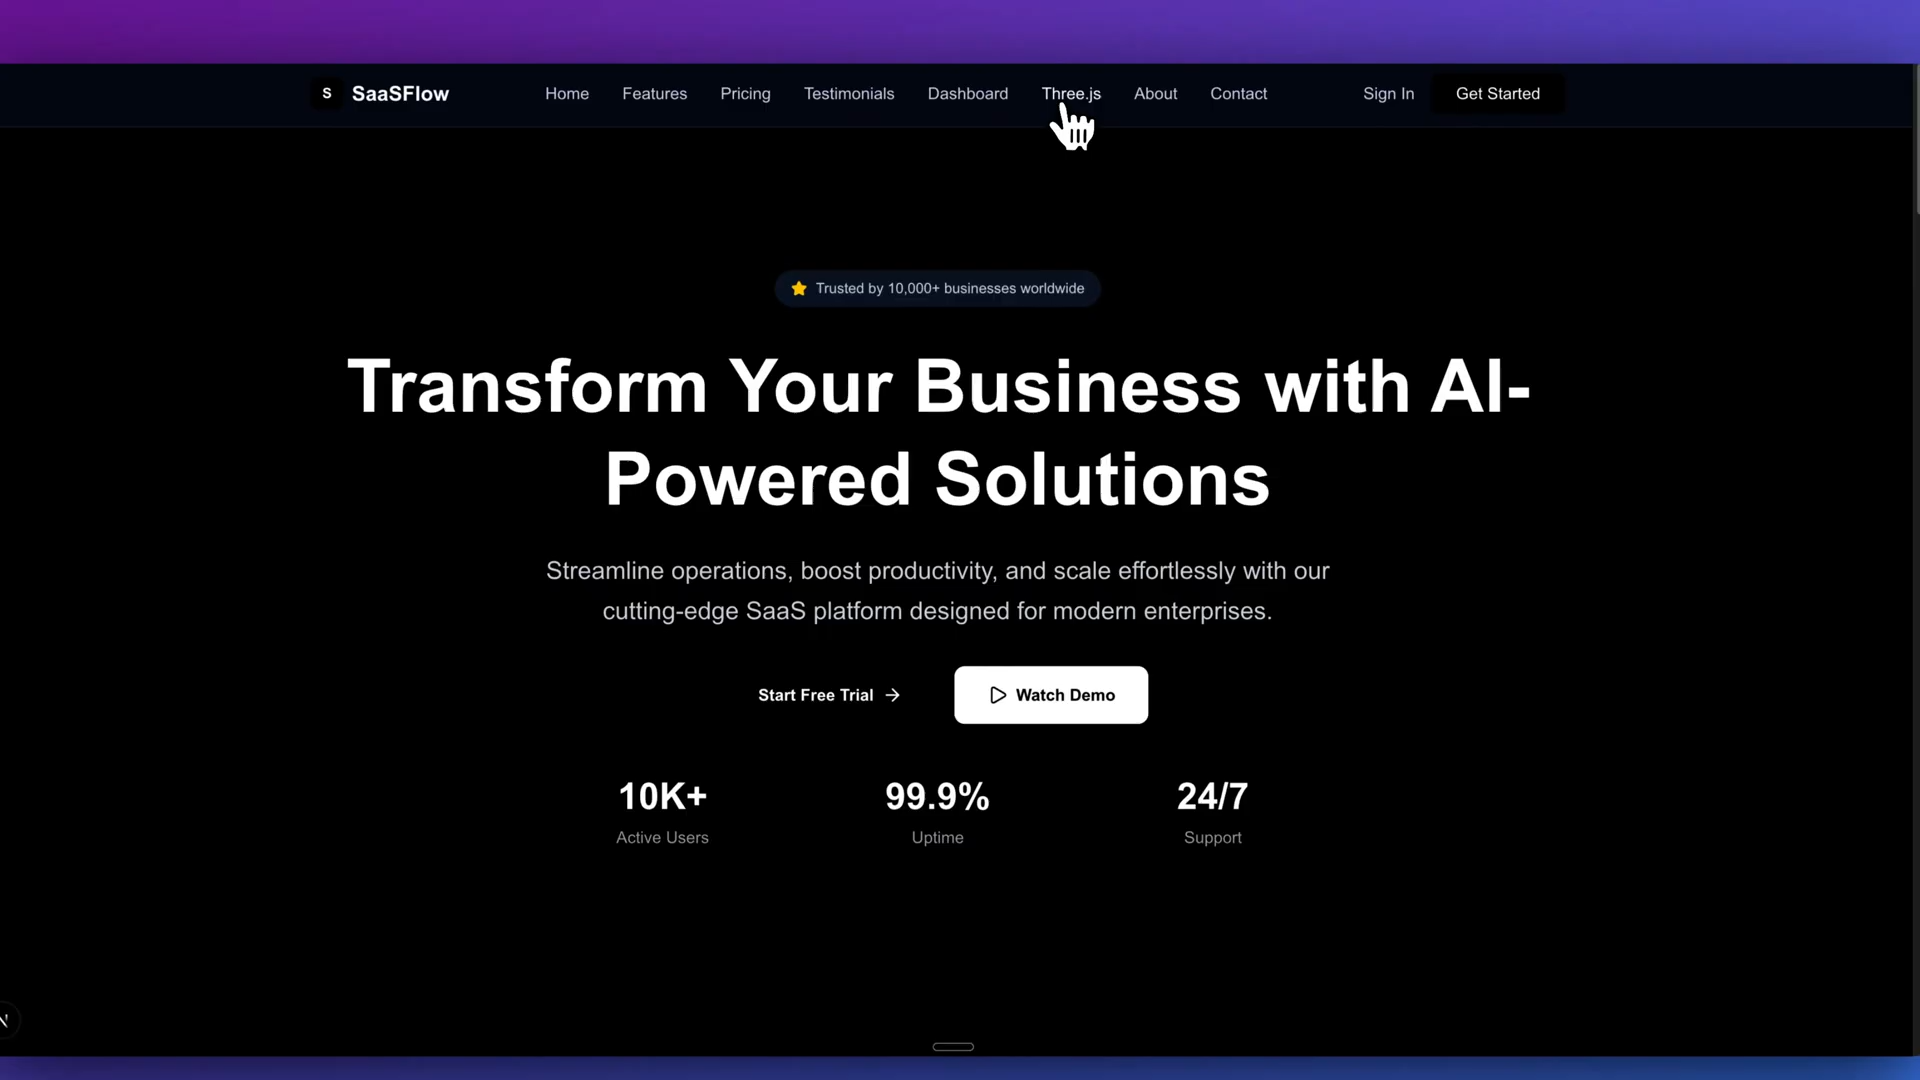 S SaaSFlow Home Features Pricing Testimonials Dashboard Three.js About Contact Sign In Get Started
Trusted by 10,000+ businesses worldwide
Transform Your Business with AI-
Powered Solutions
Streamline operations, boost productivity, and scale effortlessly with our
cutting-edge SaaS platform designed for modern enterprises.
Start Free Trial Watch Demo
10K+ 99.9% 24/7
Active Users Uptime Support
N